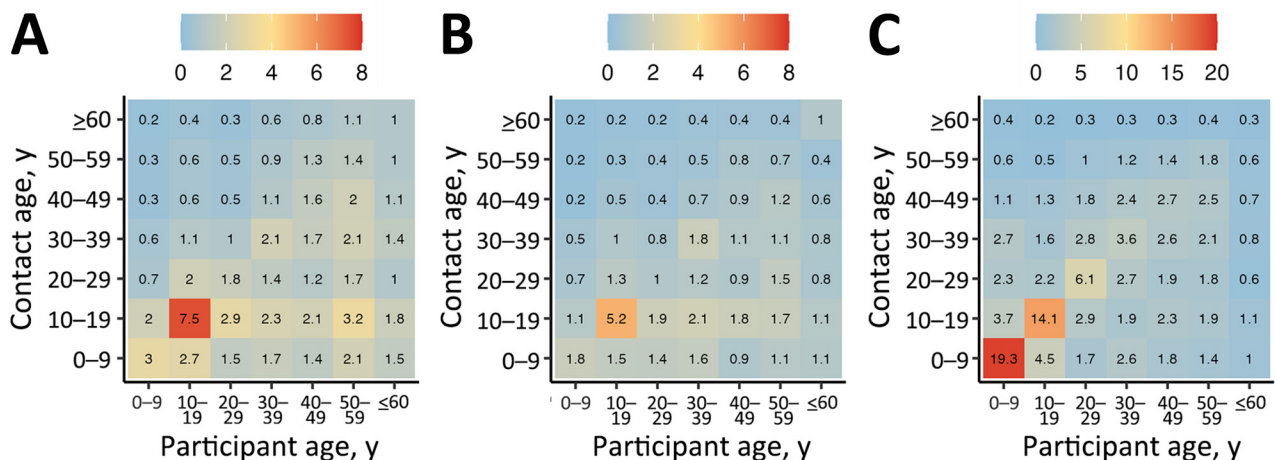 A
0 2 4 6 8
Contact age, y
≥60 0.2 0.4 0.3 0.6 0.8 1.1 1
50–59 0.3 0.6 0.5 0.9 1.3 1.4 1
40–49 0.3 0.6 0.5 1.1 1.6 2 1.1
30–39 0.6 1.1 1 2.1 1.7 2.1 1.4
20–29 0.7 2 1.8 1.4 1.2 1.7 1
10–19 2 7.5 2.9 2.3 2.1 3.2 1.8
0–9 3 2.7 1.5 1.7 1.4 2.1 1.5
0–9 10–19 20–29 30–39 40–49 50–59 ≤60
Participant age, y
B
0 2 4 6 8
Contact age, y
≥60 0.2 0.2 0.2 0.4 0.4 0.4 1
50–59 0.2 0.3 0.4 0.5 0.8 0.7 0.4
40–49 0.2 0.5 0.4 0.7 0.9 1.2 0.6
30–39 0.5 1 0.8 1.8 1.1 1.1 0.8
20–29 0.7 1.3 1 1.2 0.9 1.5 0.8
10–19 1.1 5.2 1.9 2.1 1.8 1.7 1.1
0–9 1.8 1.5 1.4 1.6 0.9 1.1 1.1
0–9 10–19 20–29 30–39 40–49 50–59 ≤60
Participant age, y
C
0 5 10 15 20
Contact age, y
≥60 0.4 0.2 0.3 0.3 0.3 0.4 0.3
50–59 0.6 0.5 1 1.2 1.4 1.8 0.6
40–49 1.1 1.3 1.8 2.4 2.7 2.5 0.7
30–39 2.7 1.6 2.8 3.6 2.6 2.1 0.8
20–29 2.3 2.2 6.1 2.7 1.9 1.8 0.6
10–19 3.7 14.1 2.9 1.9 2.3 1.9 1.1
0–9 19.3 4.5 1.7 2.6 1.8 1.4 1
0–9 10–19 20–29 30–39 40–49 50–59 ≤60
Participant age, y